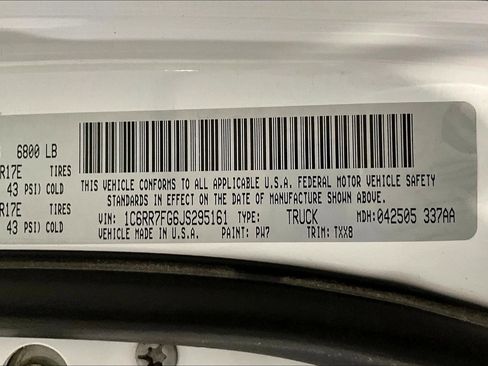 6800 LB
R17E TIRES
43 PSI) COLD
R17E TIRES
43 PSI) COLD
THIS VEHICLE CONFORMS TO ALL APPLICABLE U.S.A. FEDERAL MOTOR VEHICLE SAFETY
STANDARDS IN EFFECT ON THE DATE OF MANUFACTURE SHOWN ABOVE.
VIN: 1C6RR7FG6JS295161 TYPE: TRUCK MDH: 042505 337AA
VEHICLE MADE IN U.S.A. PAINT: PW7 TRIM: TXX8